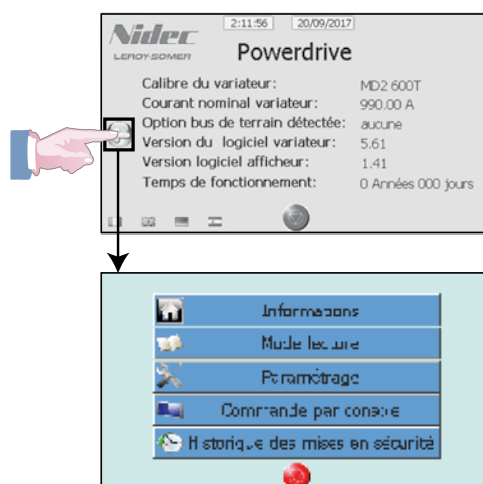 2:11:56 20/09/2017
Nidec
LEROY-SOMER
Powerdrive
Calibre du variateur: MD2 600T
Courant nominal variateur: 990.00 A
Option bus de terrain détectée: aucune
Version du logiciel variateur: 5.61
Version logiciel afficheur: 1.41
Temps de fonctionnement: 0 Années 000 jours
Informations
Mode lecture
Paramétrage
Commande par console
Historique des mises en sécurité